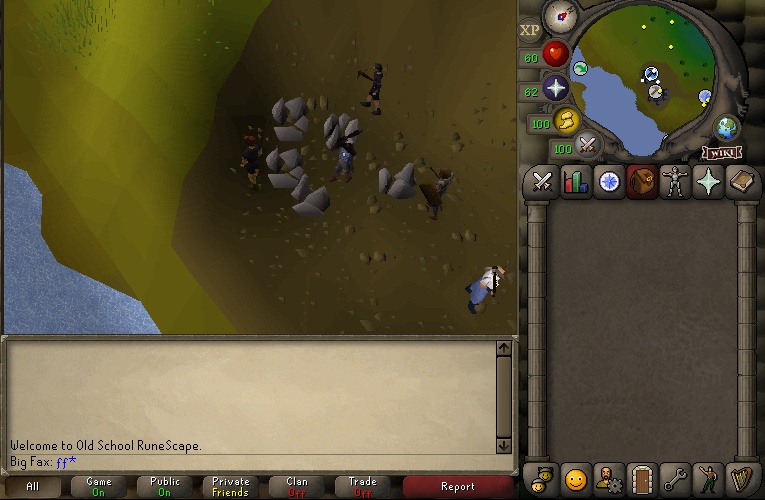 XP
60
62
100
100
WIKI
Welcome to Old School RuneScape.
Big Fax: ff*
All
Game
On
Public
On
Private
Friends
Clan
Off
Trade
Off
Report